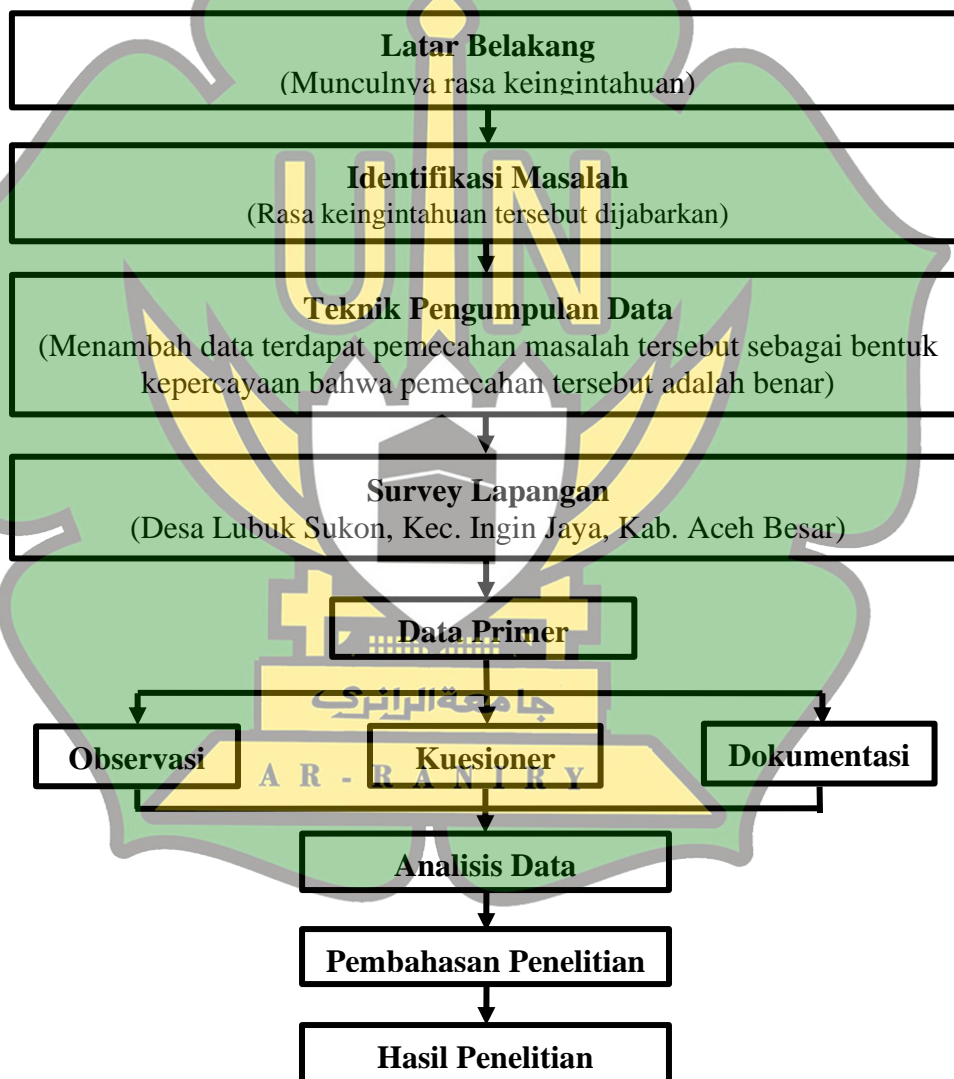 Latar Belakang
(Munculnya rasa keingintahuan)
Identifikasi Masalah
(Rasa keingintahuan tersebut dijabarkan)
Teknik Pengumpulan Data
(Menambah data terdapat pemecahan masalah tersebut sebagai bentuk
kepercayaan bahwa pemecahan tersebut adalah benar)
Survey Lapangan
(Desa Lubuk Sukon, Kec. Ingin Jaya, Kab. Aceh Besar)
Data Primer
Observasi
Kuesioner
Dokumentasi
Analisis Data
Pembahasan Penelitian
Hasil Penelitian
UIN
جامعةالرانرى
AR-RANIRY